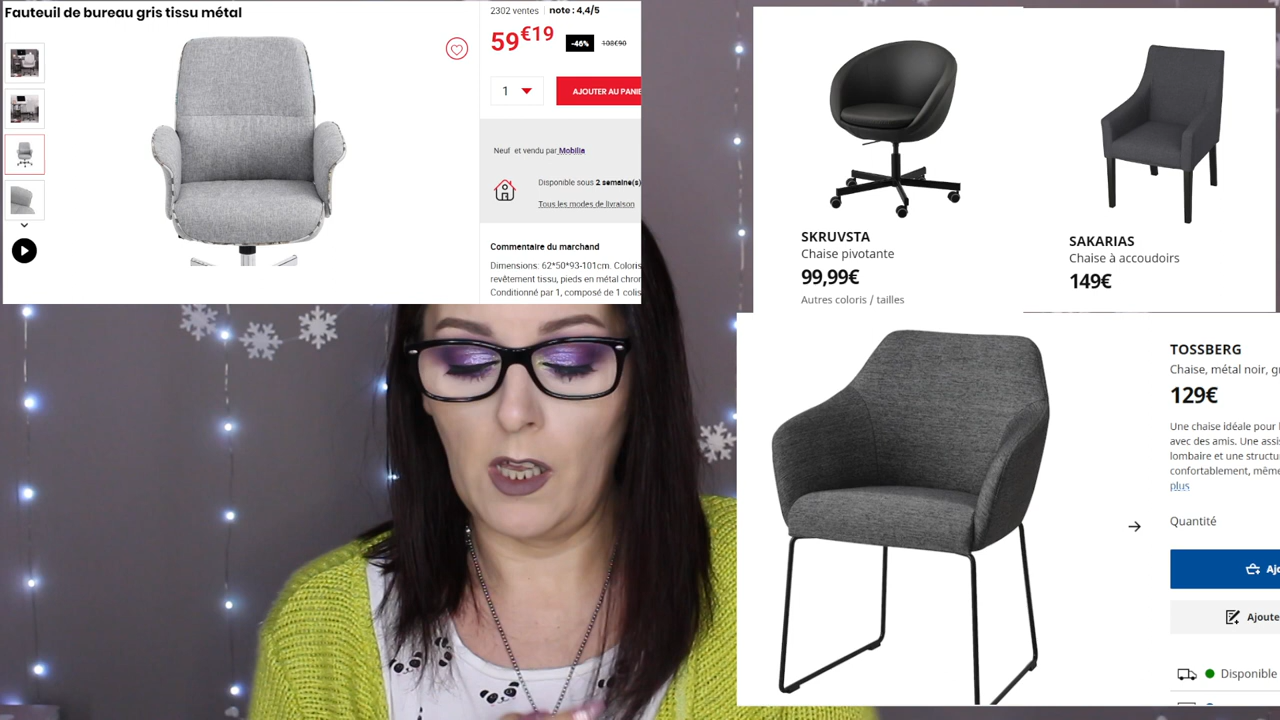 Fauteuil de bureau gris tissu métal
2302 ventes | note : 4,4/5
59€19 -46% 108€90
1 AJOUTER AU PANIE
Neuf et vendu par Mobilia
Disponible sous 2 semaine(s)
Tous les modes de livraison
Commentaire du marchand
Dimensions: 62*50*93-101cm. Coloris
revêtement tissu, pieds en métal chron
Conditionné par 1, composé de 1 colis
SKRUVSTA
Chaise pivotante
99,99€
Autres coloris / tailles
SAKARIAS
Chaise à accoudoirs
149€
TOSSBERG
Chaise, métal noir, g
129€
Une chaise idéale pour
avec des amis. Une assi
lombaire et une structu
confortablement, même
plus
Quantité
Ajo
Ajoute
Disponible